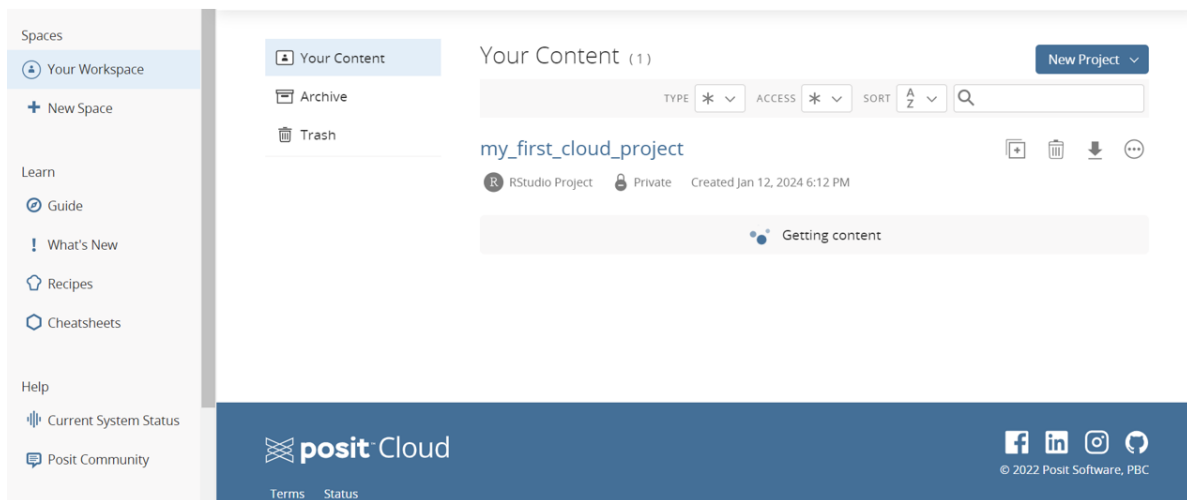 Spaces
Your Workspace
New Space
Learn
Guide
What's New
Recipes
Cheatsheets
Help
Current System Status
Posit Community
Your Content
Archive
Trash
Your Content (1)
New Project
TYPE ACCESS SORT A Z
my_first_cloud_project
R RStudio Project Private Created Jan 12, 2024 6:12 PM
Getting content
posit Cloud
© 2022 Posit Software, PBC
Terms Status